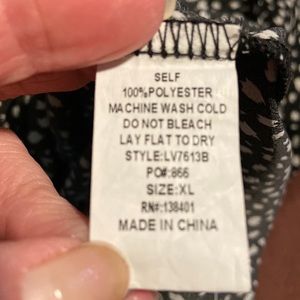 SELF
100%POLYESTER
MACHINE WASH COLD
DO NOT BLEACH
LAY FLAT TO DRY
STYLE:LV7613B
PO#:866
SIZE:XL
RN#:138401
MADE IN CHINA